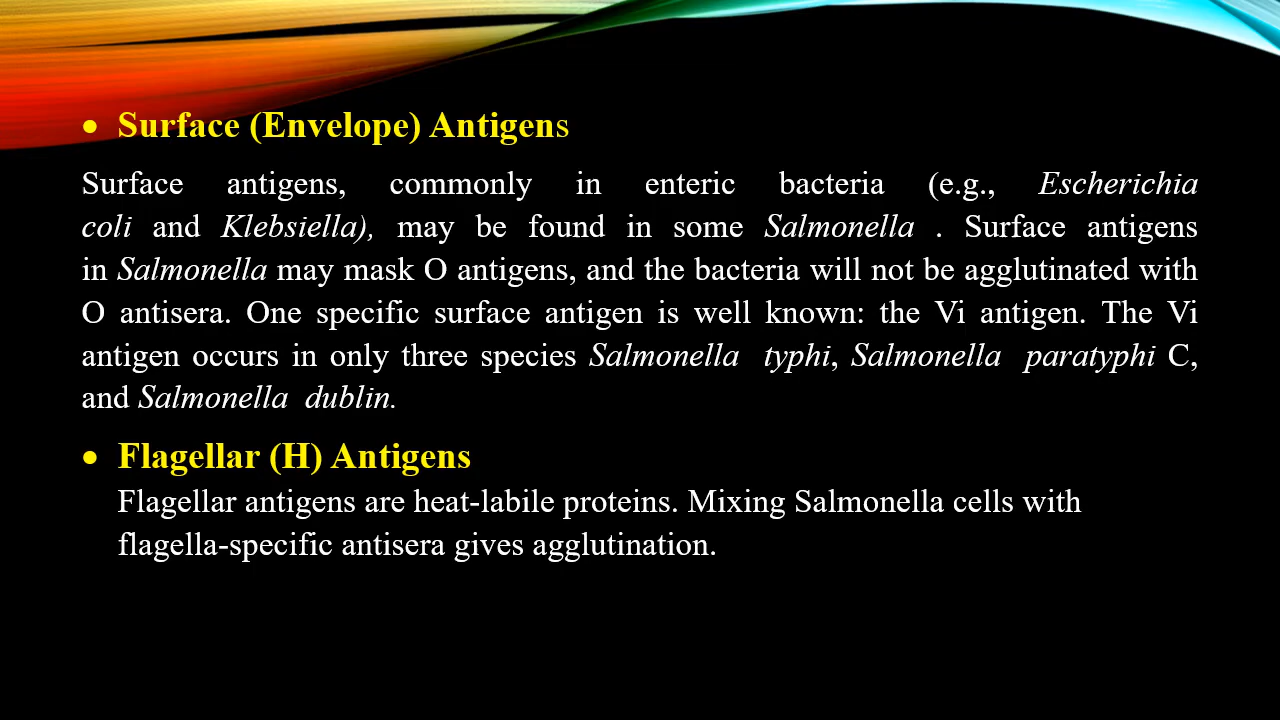 • Surface (Envelope) Antigens
Surface antigens, commonly in enteric bacteria (e.g., Escherichia
coli and Klebsiella), may be found in some Salmonella . Surface antigens
in Salmonella may mask O antigens, and the bacteria will not be agglutinated with
O antisera. One specific surface antigen is well known: the Vi antigen. The Vi
antigen occurs in only three species Salmonella typhi, Salmonella paratyphi C,
and Salmonella dublin.
• Flagellar (H) Antigens
Flagellar antigens are heat-labile proteins. Mixing Salmonella cells with
flagella-specific antisera gives agglutination.